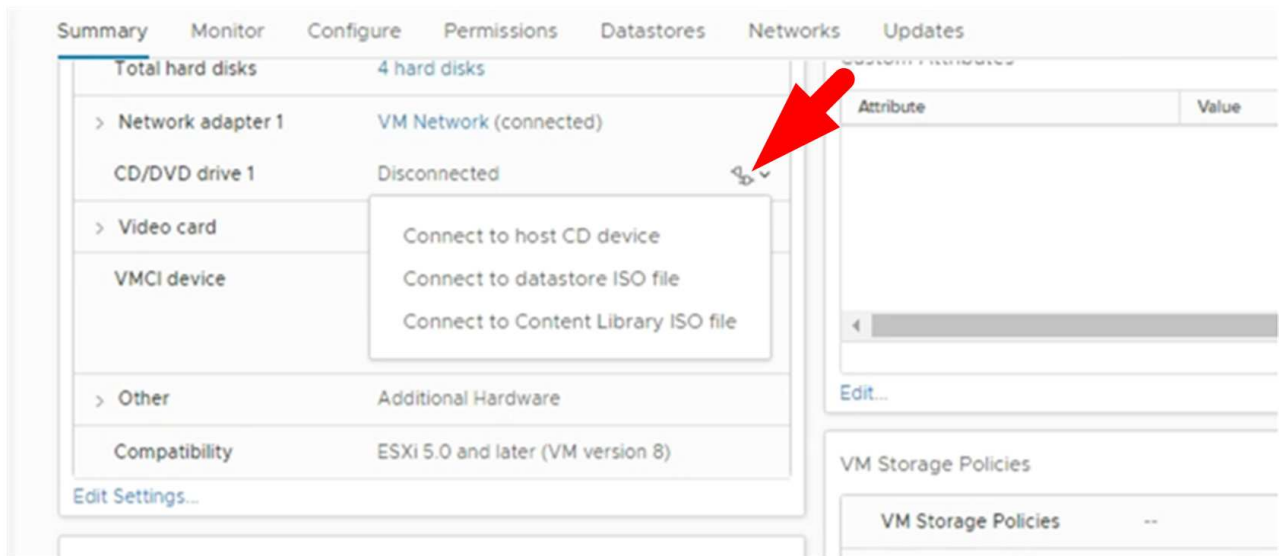 Summary Monitor Configure Permissions Datastores Networks Updates
Total hard disks 4 hard disks
Custom Attributes
Attribute Value
> Network adapter 1 VM Network (connected)
CD/DVD drive 1 Disconnected
> Video card
Connect to host CD device
VMCI device
Connect to datastore ISO file
Connect to Content Library ISO file
> Other Additional Hardware
Edit...
Compatibility ESXi 5.0 and later (VM version 8)
Edit Settings...
VM Storage Policies
VM Storage Policies --